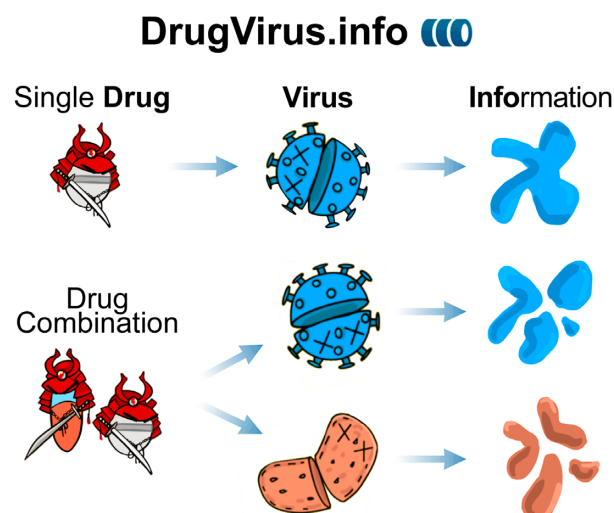 DrugVirus.info
Single Drug
Virus
Information
Drug
Combination